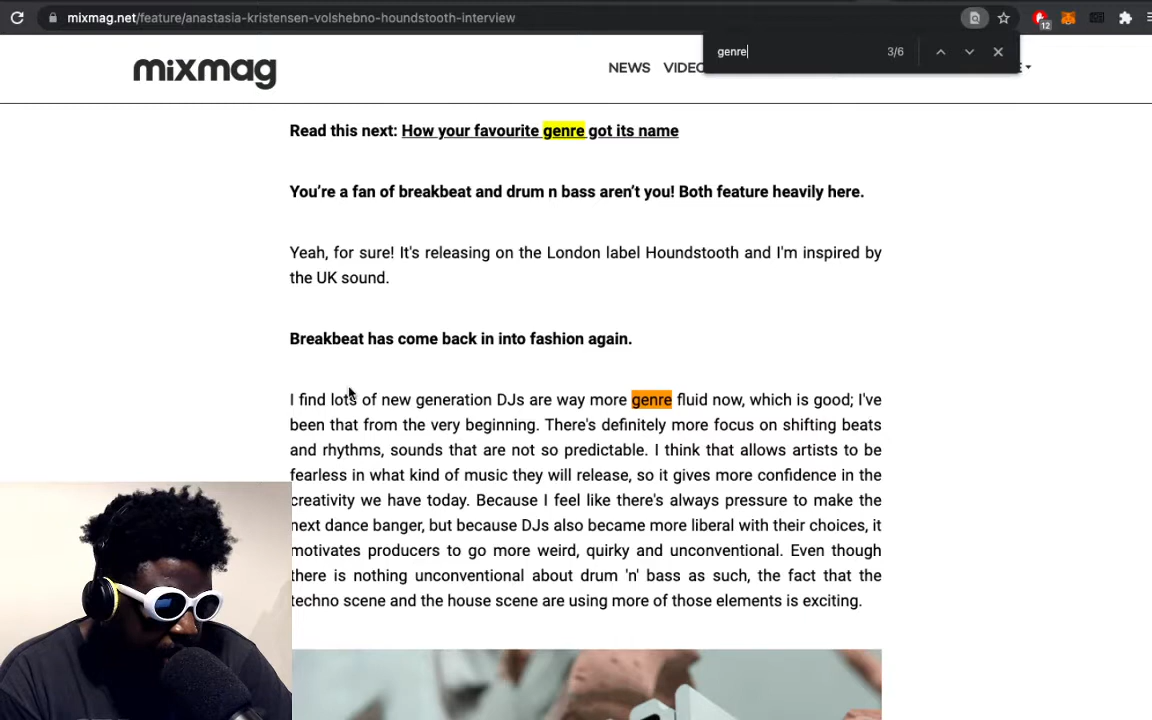 mixmag.net/feature/anastasia-kristensen-volshebno-houndstooth-interview
12
genre
3/6
mixmag
NEWS
Read this next: How your favourite genre got its name
You’re a fan of breakbeat and drum n bass aren’t you! Both feature heavily here.
Yeah, for sure! It's releasing on the London label Houndstooth and I'm inspired by
the UK sound.
Breakbeat has come back in into fashion again.
I find lots of new generation DJs are way more genre fluid now, which is good; I've
been that from the very beginning. There's definitely more focus on shifting beats
and rhythms, sounds that are not so predictable. I think that allows artists to be
fearless in what kind of music they will release, so it gives more confidence in the
creativity we have today. Because I feel like there's always pressure to make the
next dance banger, but because DJs also became more liberal with their choices, it
motivates producers to go more weird, quirky and unconventional. Even though
there is nothing unconventional about drum 'n' bass as such, the fact that the
techno scene and the house scene are using more of those elements is exciting.